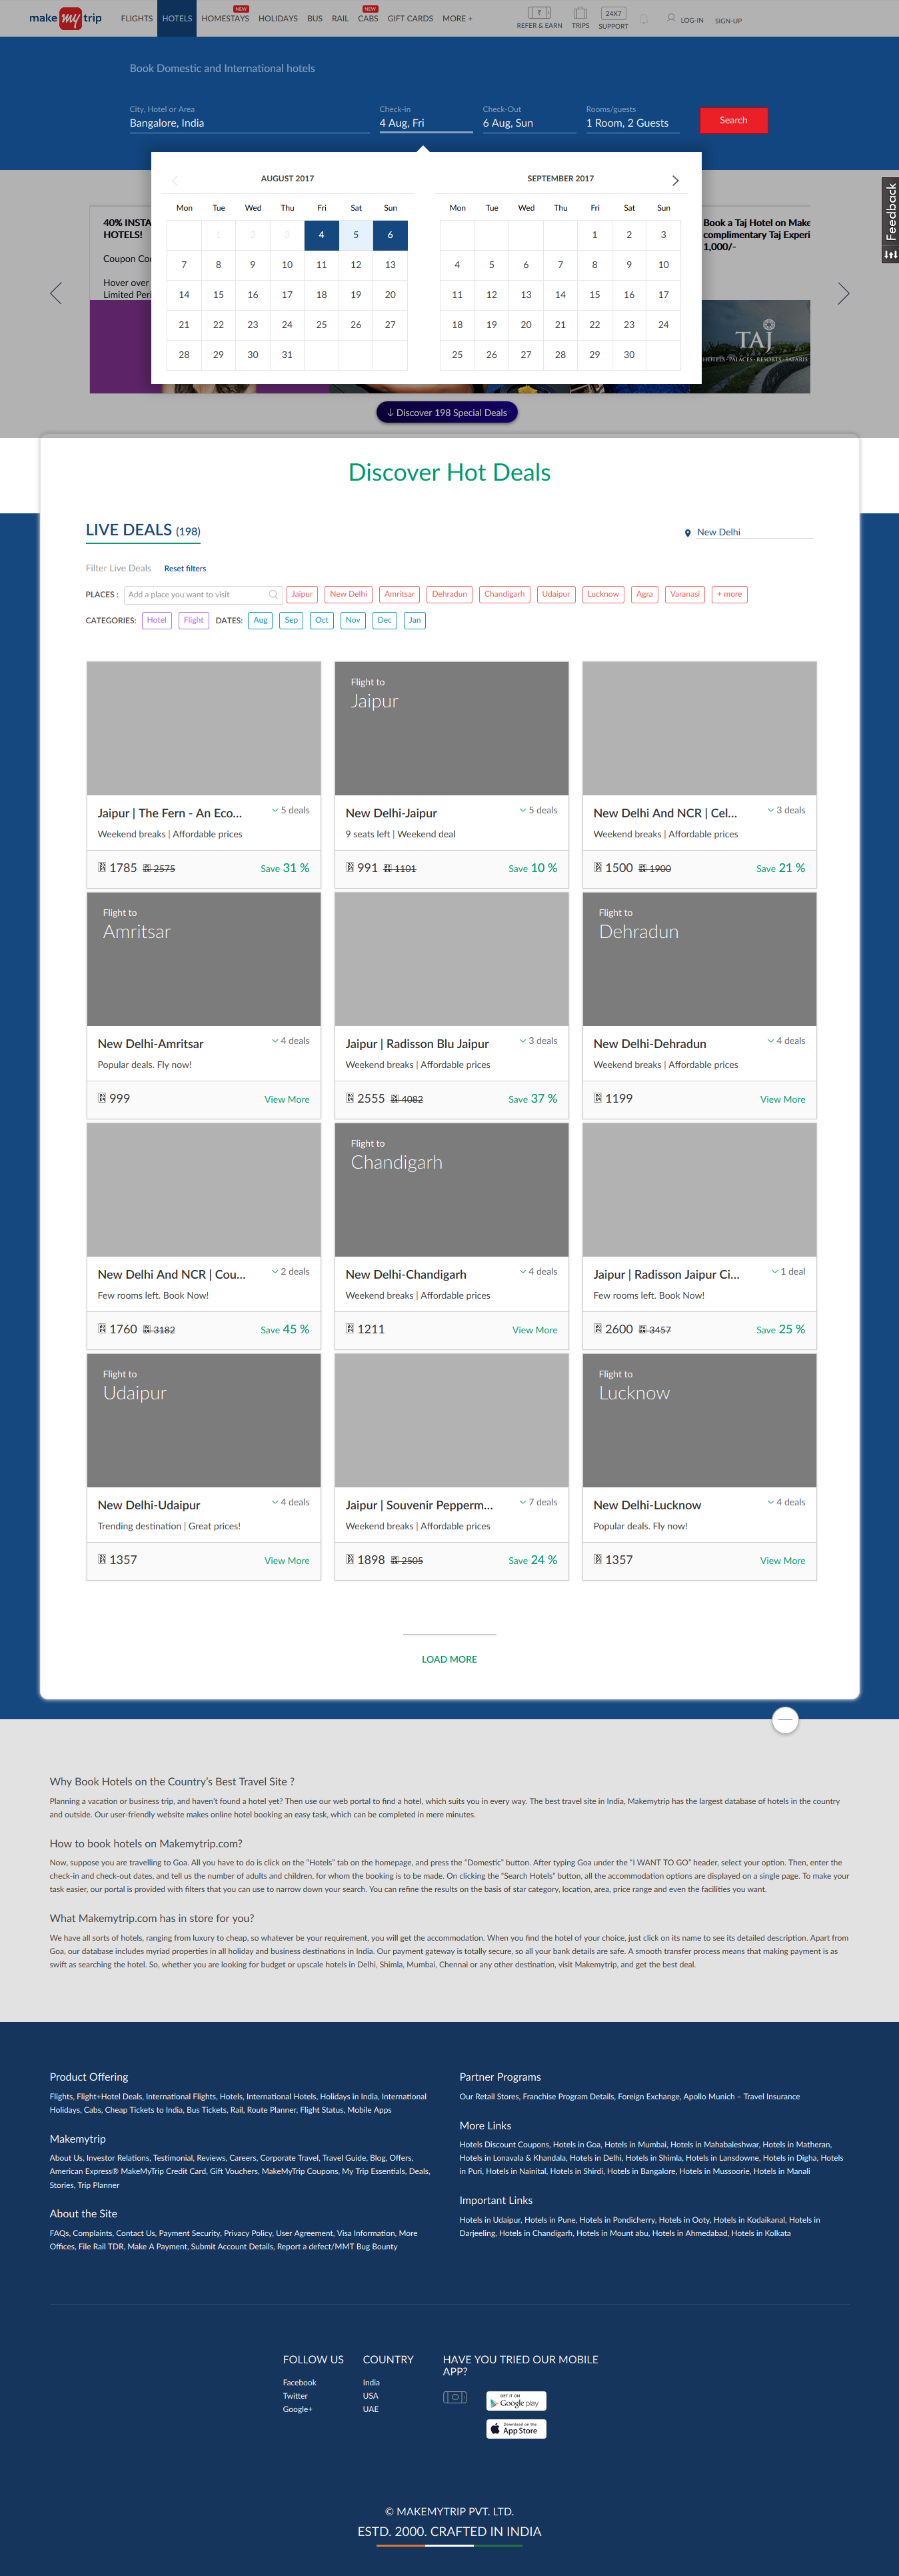 make my trip
FLIGHTS HOTELS HOMESTAYS HOLIDAYS BUS RAIL CABS GIFT CARDS MORE +
NEW NEW
24X7
REFER & EARN TRIPS SUPPORT LOG-IN SIGN-UP
Book Domestic and International hotels
City, Hotel or Area Check-in Check-Out Rooms/guests
Bangalore, India 4 Aug, Fri 6 Aug, Sun 1 Room, 2 Guests Search
Feedback
AUGUST 2017
Mon Tue Wed Thu Fri Sat Sun
1 2 3 4 5 6
7 8 9 10 11 12 13
14 15 16 17 18 19 20
21 22 23 24 25 26 27
28 29 30 31
SEPTEMBER 2017
Mon Tue Wed Thu Fri Sat Sun
1 2 3
4 5 6 7 8 9 10
11 12 13 14 15 16 17
18 19 20 21 22 23 24
25 26 27 28 29 30
40% INSTA
HOTELS!
Coupon Co
Hover over
Limited Peri
Book a Taj Hotel on Make
complimentary Taj Experi
1,000/-
TAJ
HOTELS · PALACES · RESORTS · SAFARIS
Discover 198 Special Deals
Discover Hot Deals
LIVE DEALS (198)
New Delhi
Filter Live Deals Reset filters
PLACES : Add a place you want to visit Jaipur New Delhi Amritsar Dehradun Chandigarh Udaipur Lucknow Agra Varanasi + more
CATEGORIES: Hotel Flight DATES: Aug Sep Oct Nov Dec Jan
Jaipur | The Fern - An Eco... 5 deals
Weekend breaks | Affordable prices
1785 2575 Save 31 %
Flight to
Jaipur
New Delhi-Jaipur 5 deals
9 seats left | Weekend deal
991 1101 Save 10 %
New Delhi And NCR | Cel... 3 deals
Weekend breaks | Affordable prices
1500 1900 Save 21 %
Flight to
Amritsar
New Delhi-Amritsar 4 deals
Popular deals. Fly now!
999 View More
Jaipur | Radisson Blu Jaipur 3 deals
Weekend breaks | Affordable prices
2555 4082 Save 37 %
Flight to
Dehradun
New Delhi-Dehradun 4 deals
Weekend breaks | Affordable prices
1199 View More
New Delhi And NCR | Cou... 2 deals
Few rooms left. Book Now!
1760 3182 Save 45 %
Flight to
Chandigarh
New Delhi-Chandigarh 4 deals
Weekend breaks | Affordable prices
1211 View More
Jaipur | Radisson Jaipur Ci... 1 deal
Few rooms left. Book Now!
2600 3457 Save 25 %
Flight to
Udaipur
New Delhi-Udaipur 4 deals
Trending destination | Great prices!
1357 View More
Jaipur | Souvenir Pepperm... 7 deals
Weekend breaks | Affordable prices
1898 2505 Save 24 %
Flight to
Lucknow
New Delhi-Lucknow 4 deals
Popular deals. Fly now!
1357 View More
LOAD MORE
Why Book Hotels on the Country's Best Travel Site ?
Planning a vacation or business trip, and haven't found a hotel yet? Then use our web portal to find a hotel, which suits you in every way. The best travel site in India, Makemytrip has the largest database of hotels in the country
and outside. Our user-friendly website makes online hotel booking an easy task, which can be completed in mere minutes.
How to book hotels on Makemytrip.com?
Now, suppose you are travelling to Goa. All you have to do is click on the "Hotels" tab on the homepage, and press the "Domestic" button. After typing Goa under the "I WANT TO GO" header, select your option. Then, enter the
check-in and check-out dates, and tell us the number of adults and children, for whom the booking is to be made. On clicking the "Search Hotels" button, all the accommodation options are displayed on a single page. To make your
task easier, our portal is provided with filters that you can use to narrow down your search. You can refine the results on the basis of star category, location, area, price range and even the facilities you want.
What Makemytrip.com has in store for you?
We have all sorts of hotels, ranging from luxury to cheap, so whatever be your requirement, you will get the accommodation. When you find the hotel of your choice, just click on its name to see its detailed description. Apart from
Goa, our database includes myriad properties in all holiday and business destinations in India. Our payment gateway is totally secure, so all your bank details are safe. A smooth transfer process means that making payment is as
swift as searching the hotel. So, whether you are looking for budget or upscale hotels in Delhi, Shimla, Mumbai, Chennai or any other destination, visit Makemytrip, and get the best deal.
Product Offering
Flights, Flight+Hotel Deals, International Flights, Hotels, International Hotels, Holidays in India, International
Holidays, Cabs, Cheap Tickets to India, Bus Tickets, Rail, Route Planner, Flight Status, Mobile Apps
Makemytrip
About Us, Investor Relations, Testimonial, Reviews, Careers, Corporate Travel, Travel Guide, Blog, Offers,
American Express® MakeMyTrip Credit Card, Gift Vouchers, MakeMyTrip Coupons, My Trip Essentials, Deals,
Stories, Trip Planner
About the Site
FAQs, Complaints, Contact Us, Payment Security, Privacy Policy, User Agreement, Visa Information, More
Offices, File Rail TDR, Make A Payment, Submit Account Details, Report a defect/MMT Bug Bounty
Partner Programs
Our Retail Stores, Franchise Program Details, Foreign Exchange, Apollo Munich – Travel Insurance
More Links
Hotels Discount Coupons, Hotels in Goa, Hotels in Mumbai, Hotels in Mahabaleshwar, Hotels in Matheran,
Hotels in Lonavala & Khandala, Hotels in Delhi, Hotels in Shimla, Hotels in Lansdowne, Hotels in Digha, Hotels
in Puri, Hotels in Nainital, Hotels in Shirdi, Hotels in Bangalore, Hotels in Mussoorie, Hotels in Manali
Important Links
Hotels in Udaipur, Hotels in Pune, Hotels in Pondicherry, Hotels in Ooty, Hotels in Kodaikanal, Hotels in
Darjeeling, Hotels in Chandigarh, Hotels in Mount abu, Hotels in Ahmedabad, Hotels in Kolkata
FOLLOW US
Facebook
Twitter
Google+
COUNTRY
India
USA
UAE
HAVE YOU TRIED OUR MOBILE
APP?
GET IT ON
Google play
Download on the
App Store
© MAKEMYTRIP PVT. LTD.
ESTD. 2000. CRAFTED IN INDIA